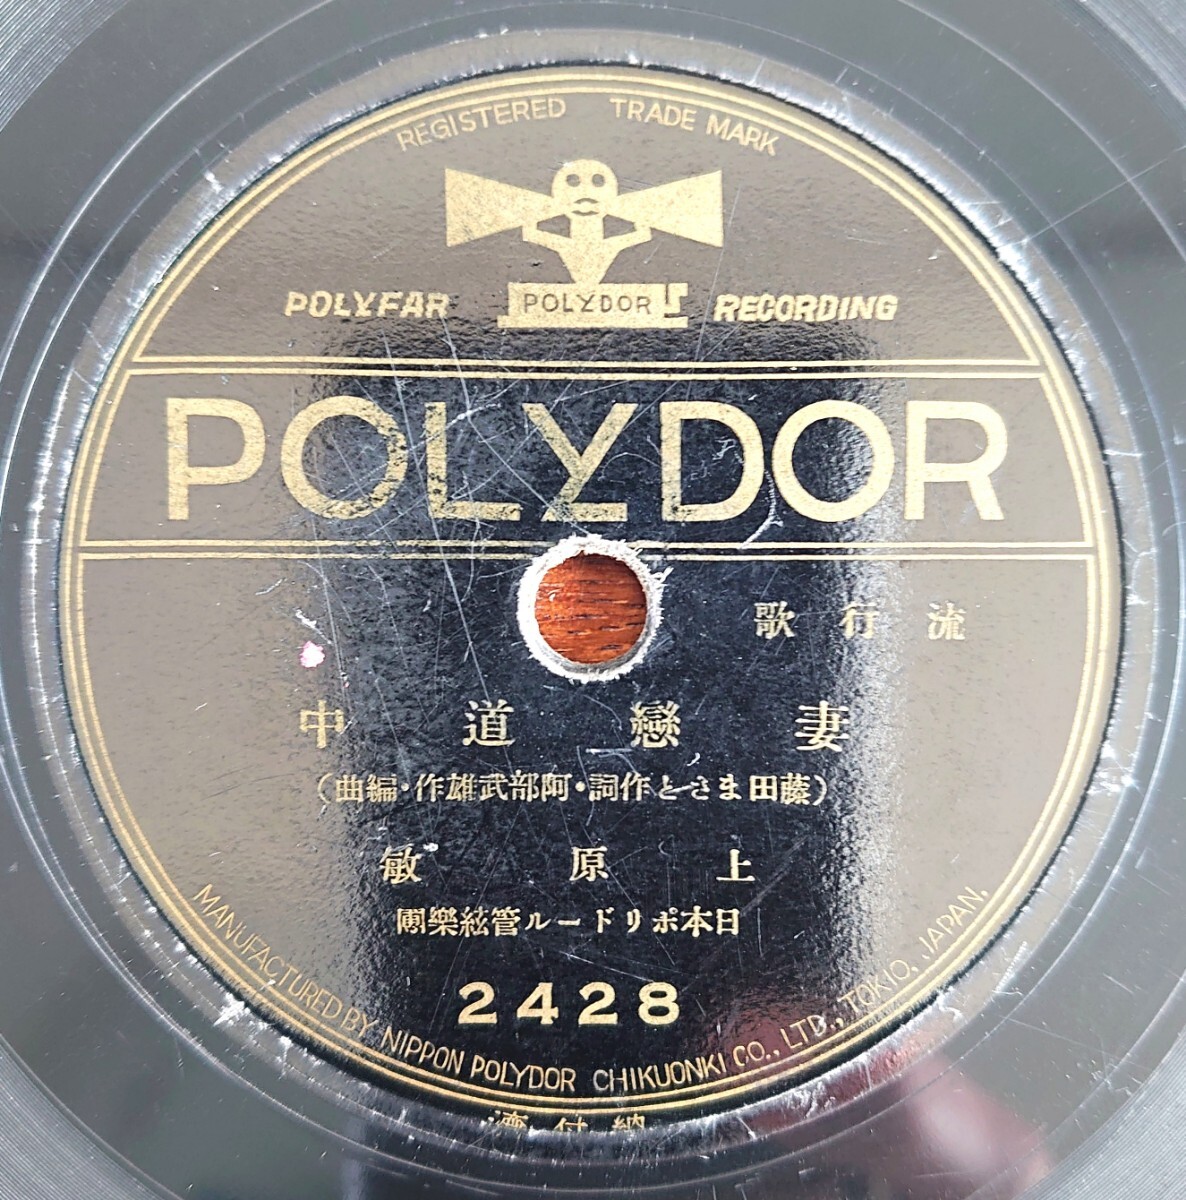 REGISTERED TRADE MARK
POLYFAR POLYDOR RECORDING
POLYDOR
流行歌
妻戀道中
(藤田まさと作詞・阿部武雄作・編曲)
上原敏
日本ポリドール管絃樂團
2428
MANUFACTURED BY NIPPON POLYDOR CHIKUONKI CO., LTD., TOKIO, JAPAN.
納付濟